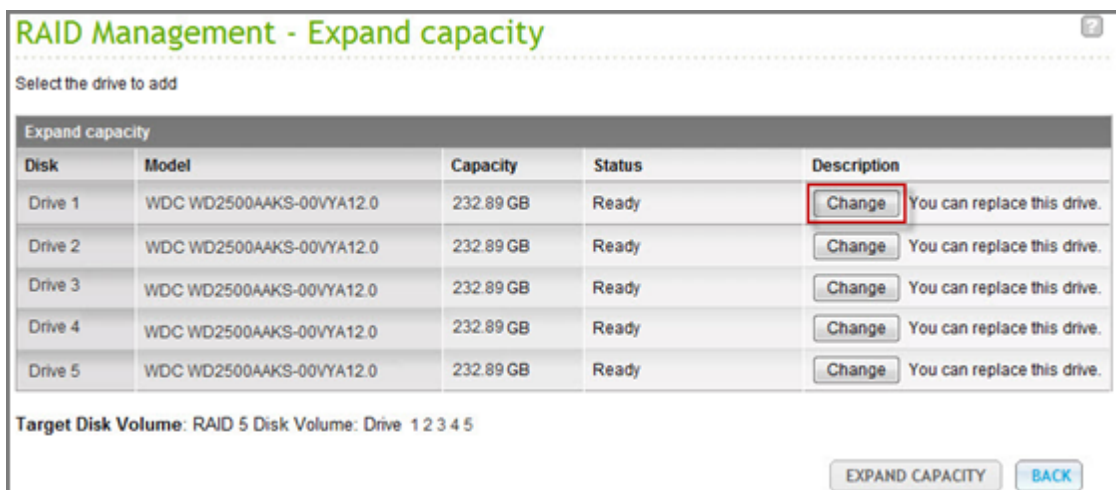 RAID Management - Expand capacity
?
Select the drive to add
Expand capacity
Disk Model Capacity Status Description
Drive 1 WDC WD2500AAKS-00VYA12.0 232.89 GB Ready Change You can replace this drive.
Drive 2 WDC WD2500AAKS-00VYA12.0 232.89 GB Ready Change You can replace this drive.
Drive 3 WDC WD2500AAKS-00VYA12.0 232.89 GB Ready Change You can replace this drive.
Drive 4 WDC WD2500AAKS-00VYA12.0 232.89 GB Ready Change You can replace this drive.
Drive 5 WDC WD2500AAKS-00VYA12.0 232.89 GB Ready Change You can replace this drive.
Target Disk Volume: RAID 5 Disk Volume: Drive 1 2 3 4 5
EXPAND CAPACITY BACK